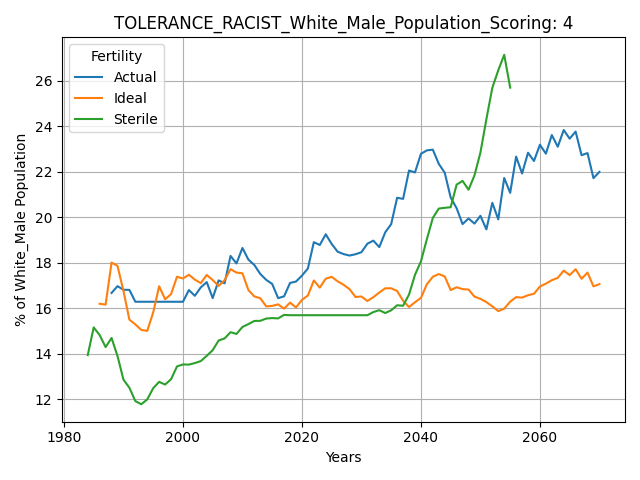 TOLERANCE_RACIST_White_Male_Population_Scoring: 4
Fertility
Actual
Ideal
Sterile
% of White_Male Population
26
24
22
20
18
16
14
12
1980 2000 2020 2040 2060
Years